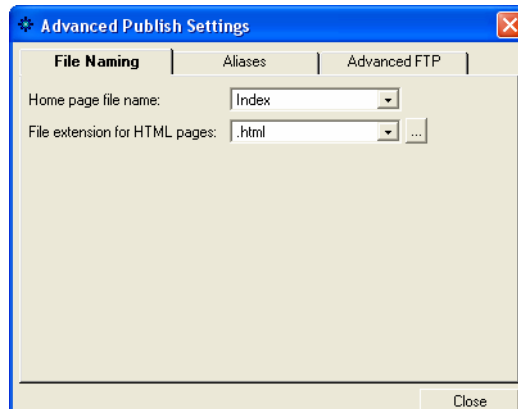 Advanced Publish Settings
File Naming Aliases Advanced FTP
Home page file name: Index
File extension for HTML pages: .html ...
Close